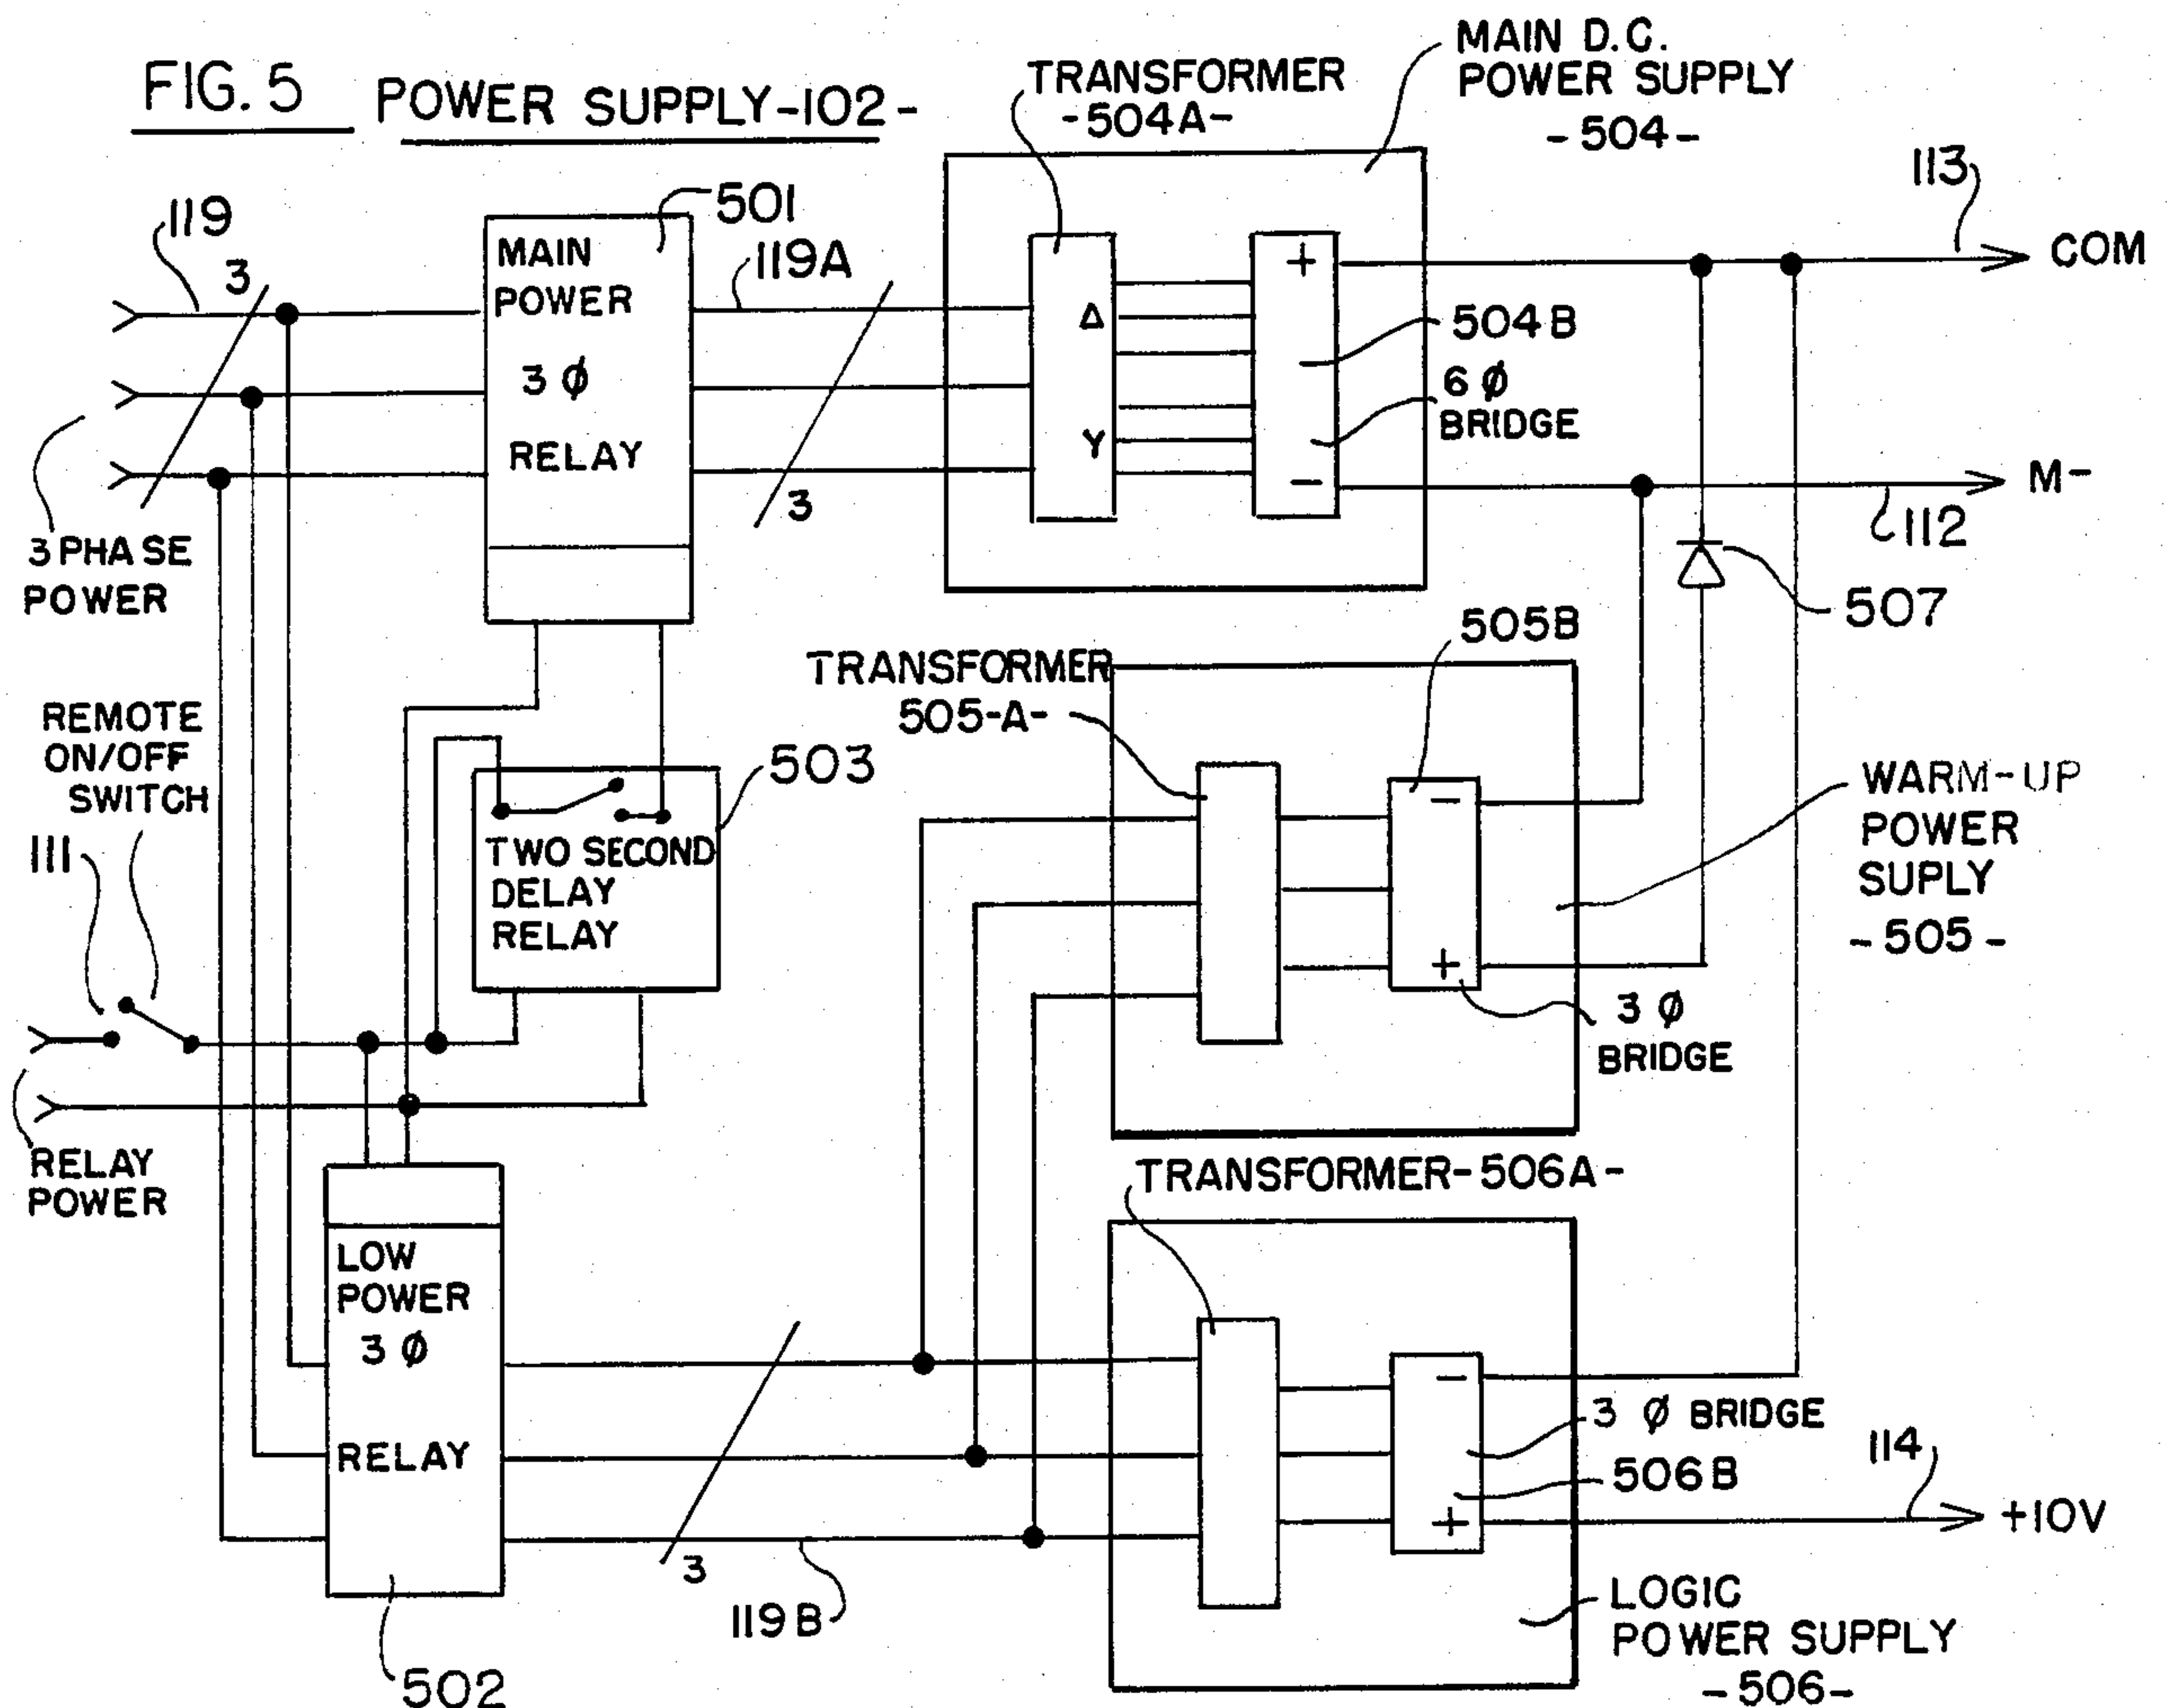 FIG. 5
POWER SUPPLY-102-
TRANSFORMER
-504A-
MAIN D.C.
POWER SUPPLY
-504-
113
COM
119
3
501
MAIN
POWER
3 Ø
RELAY
119A
3
Δ
Y
+
-
504B
6 Ø
BRIDGE
M-
112
3 PHASE
POWER
507
505B
TRANSFORMER
505-A-
REMOTE
ON/OFF
SWITCH
111
503
TWO SECOND
DELAY
RELAY
-
+
WARM-UP
POWER
SUPLY
-505-
3 Ø
BRIDGE
RELAY
POWER
TRANSFORMER-506A-
LOW
POWER
3 Ø
RELAY
-
+
3 Ø BRIDGE
506B
114
+10V
3
119B
502
LOGIC
POWER SUPPLY
-506-